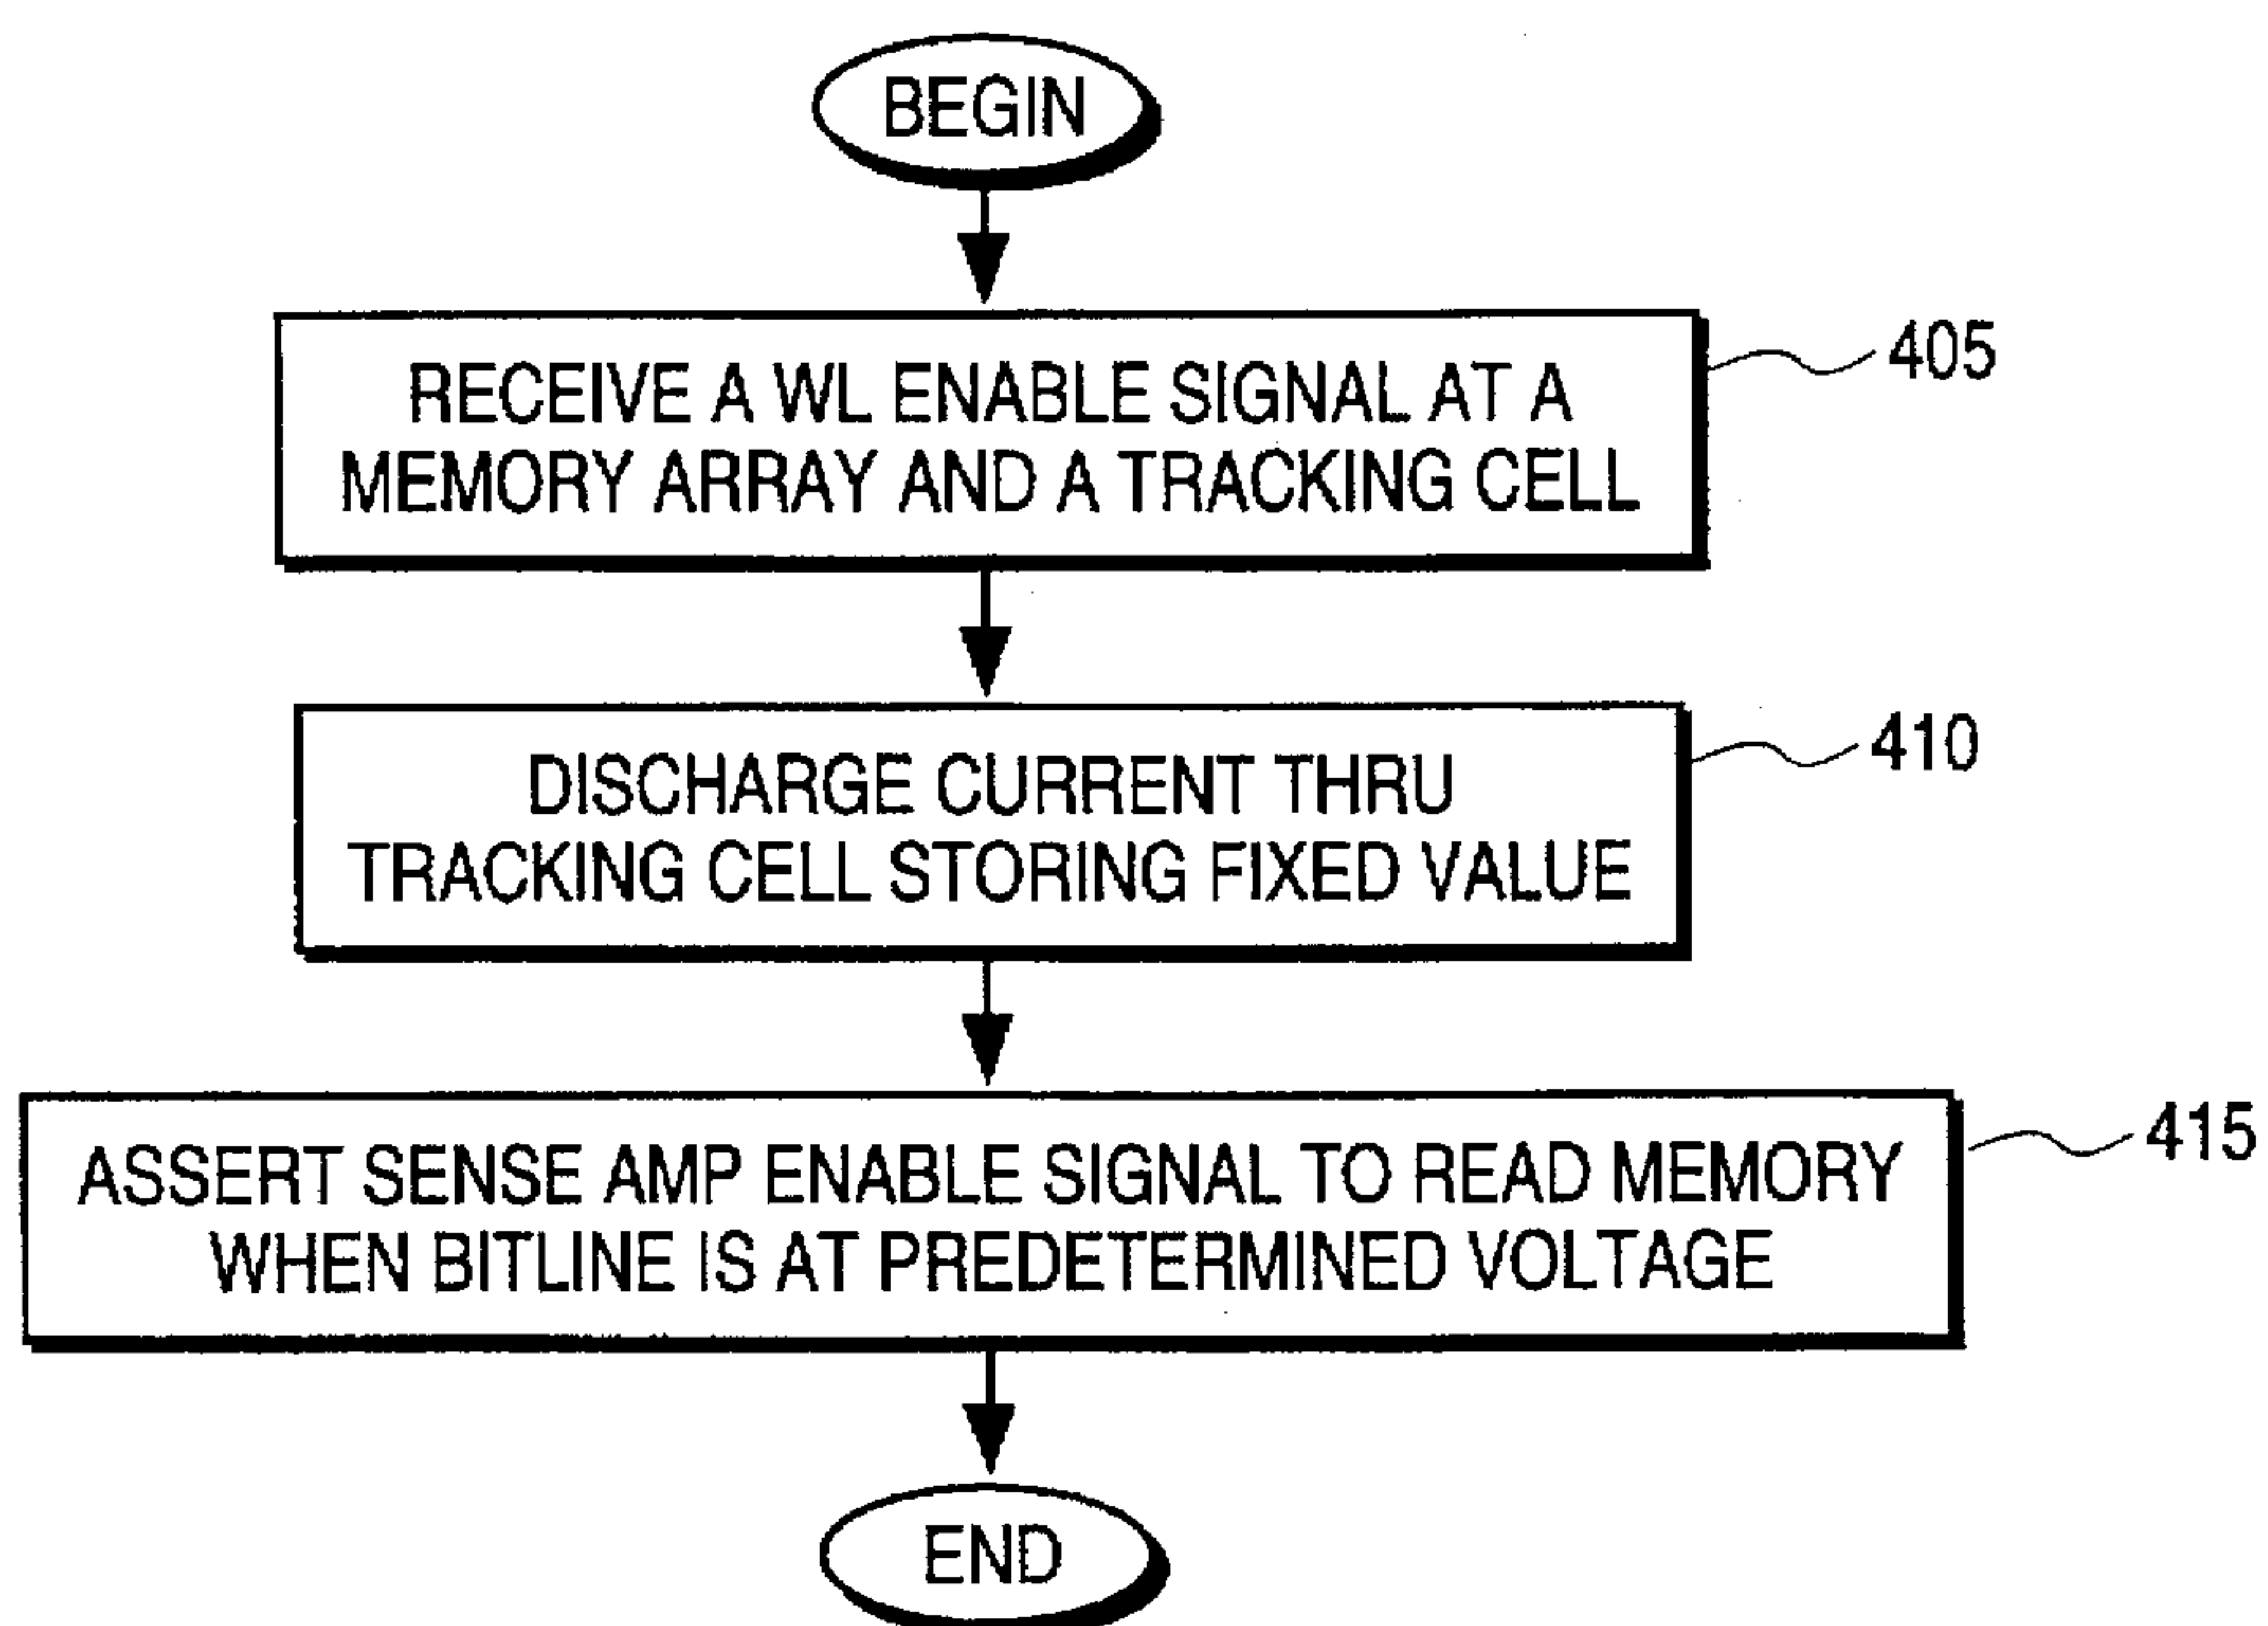 BEGIN
RECEIVE A WL ENABLE SIGNAL AT A
MEMORY ARRAY AND A TRACKING CELL
405
DISCHARGE CURRENT THRU
TRACKING CELL STORING FIXED VALUE
410
ASSERT SENSE AMP ENABLE SIGNAL TO READ MEMORY
WHEN BITLINE IS AT PREDETERMINED VOLTAGE
415
END